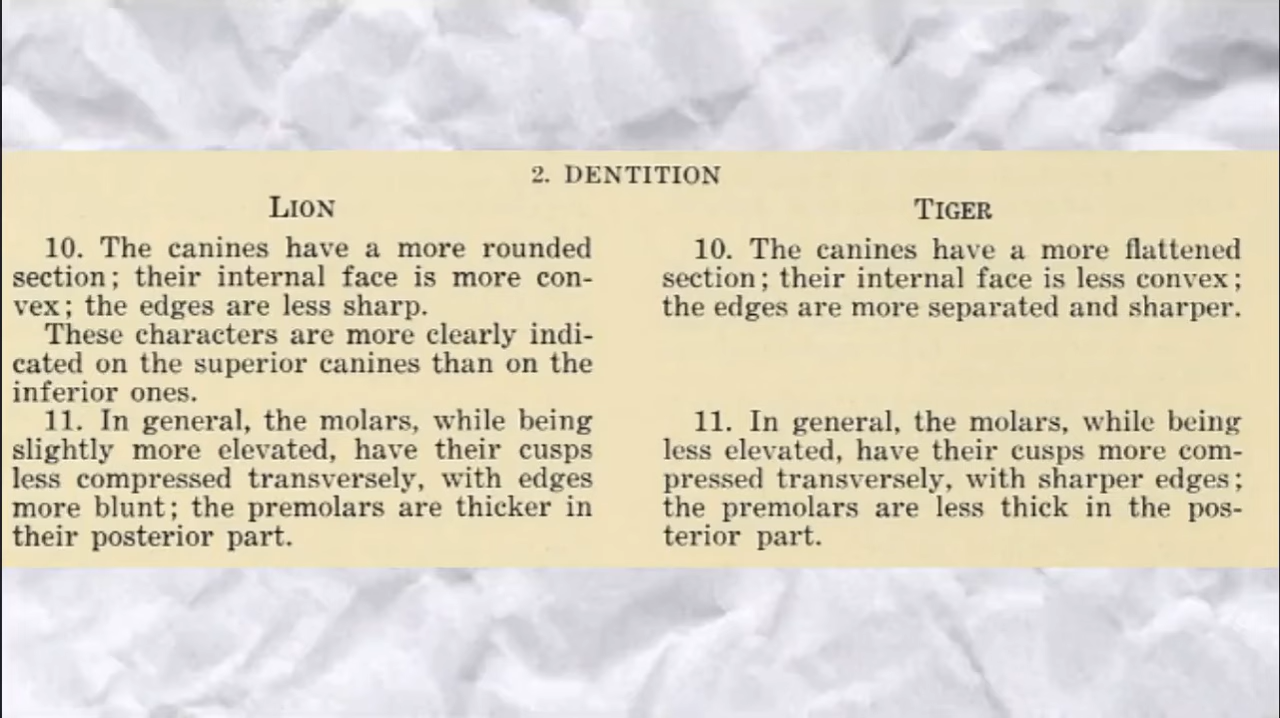 2. DENTITION
LION
10. The canines have a more rounded
section; their internal face is more con-
vex; the edges are less sharp.
These characters are more clearly indi-
cated on the superior canines than on the
inferior ones.
11. In general, the molars, while being
slightly more elevated, have their cusps
less compressed transversely, with edges
more blunt; the premolars are thicker in
their posterior part.
TIGER
10. The canines have a more flattened
section; their internal face is less convex;
the edges are more separated and sharper.
11. In general, the molars, while being
less elevated, have their cusps more com-
pressed transversely, with sharper edges;
the premolars are less thick in the pos-
terior part.